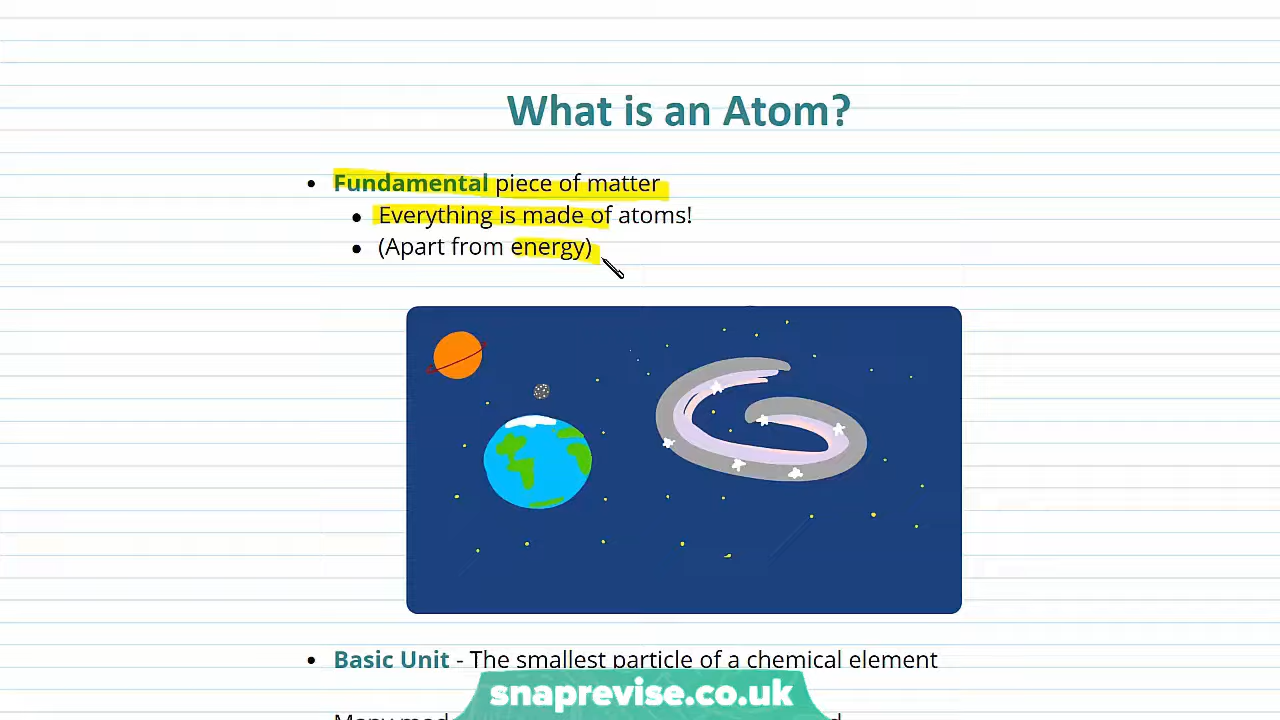 What is an Atom?
Fundamental piece of matter
Everything is made of atoms!
(Apart from energy)
Basic Unit - The smallest particle of a chemical element
snaprevise.co.uk